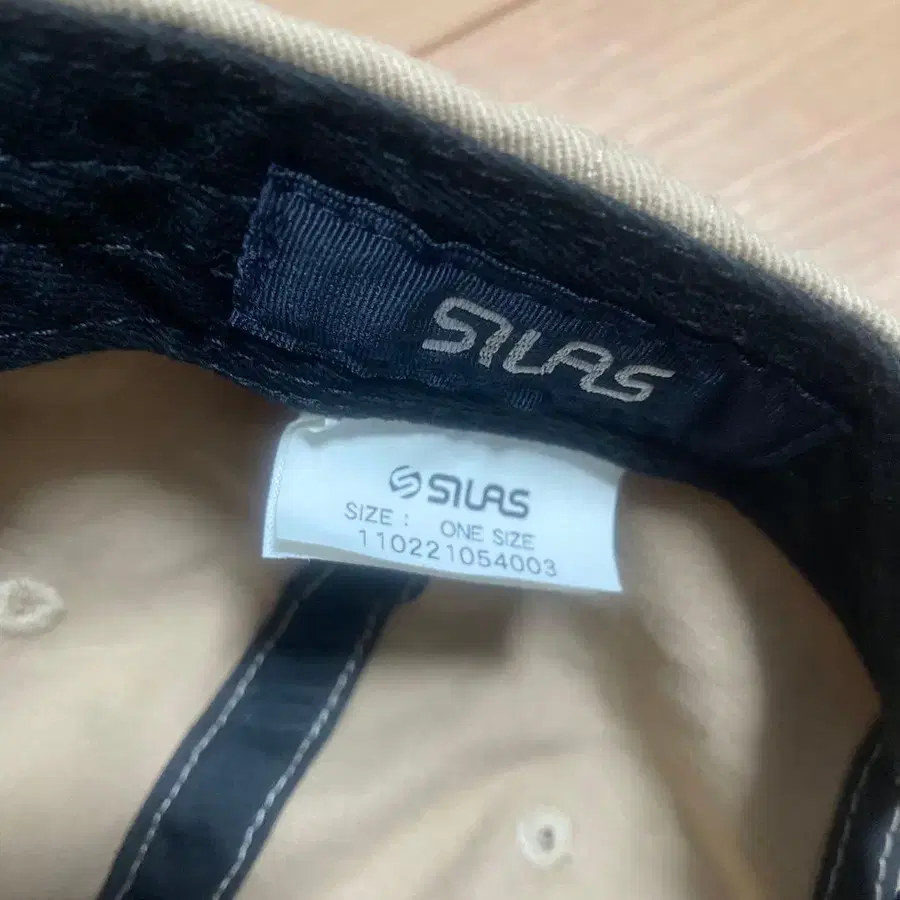 SILAS
SILAS
SIZE : ONE SIZE
110221054003